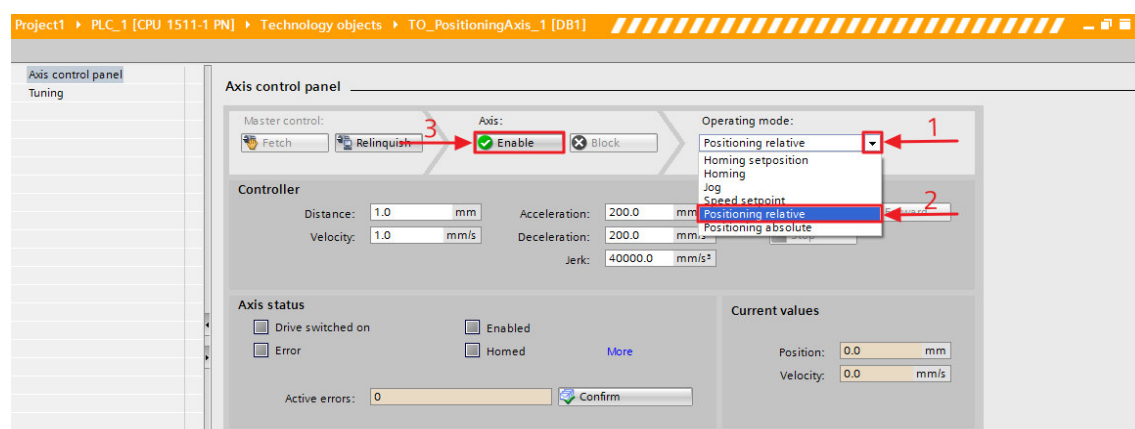 Project1 ▸ PLC_1 [CPU 1511-1 PN] ▸ Technology objects ▸ TO_PositioningAxis_1 [DB1]
Axis control panel
Tuning
Axis control panel
Master control:
Axis:
Operating mode:
Fetch
Relinquish
3
Enable
Block
Positioning relative
1
Homing setposition
Homing
Jog
Speed setpoint
Positioning relative
2
Positioning absolute
Controller
Distance: 1.0 mm
Acceleration: 200.0
Velocity: 1.0 mm/s
Deceleration: 200.0
Stop
Jerk: 40000.0 mm/s³
Axis status
Drive switched on
Enabled
Error
Homed
More
Active errors: 0
Confirm
Current values
Position: 0.0 mm
Velocity: 0.0 mm/s